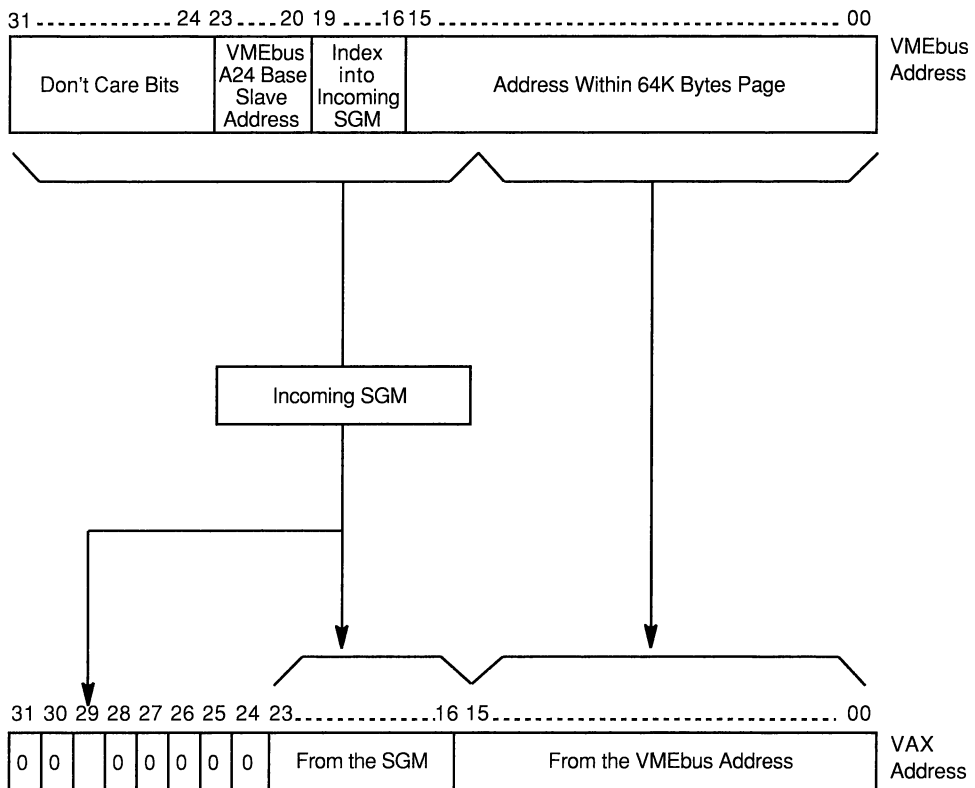 31 ------------------- 24 23 -------- 20 19 ----16 15 ---------------------------------------------- 00
VMEbus Address
Don't Care Bits
VMEbus A24 Base Slave Address
Index into Incoming SGM
Address Within 64K Bytes Page
Incoming SGM
31 30 29 28 27 26 25 24 23----------------16 15---------------------------------------- 00
0 0 0 0 0 0 0
From the SGM
From the VMEbus Address
VAX Address